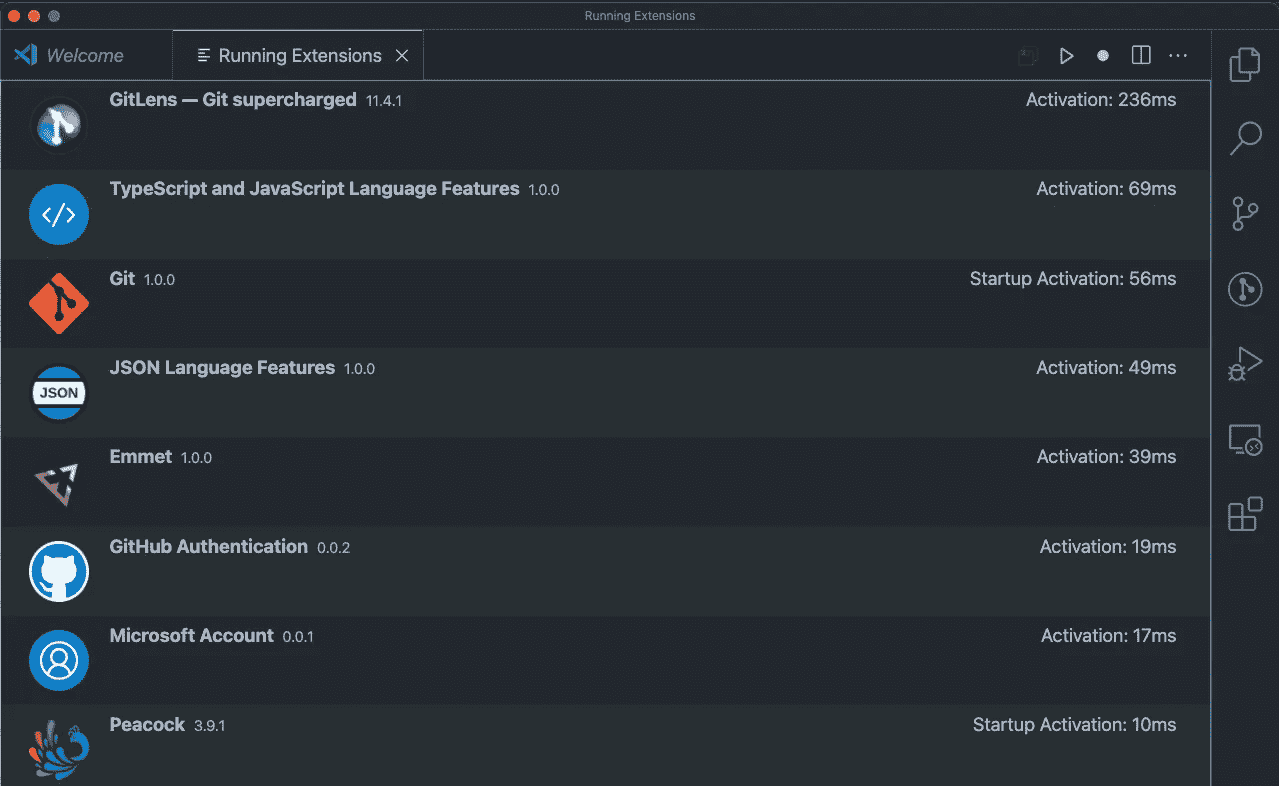 Running Extensions
Welcome
Running Extensions
GitLens — Git supercharged 11.4.1 Activation: 236ms
TypeScript and JavaScript Language Features 1.0.0 Activation: 69ms
Git 1.0.0 Startup Activation: 56ms
JSON Language Features 1.0.0 Activation: 49ms
JSON
Emmet 1.0.0 Activation: 39ms
GitHub Authentication 0.0.2 Activation: 19ms
Microsoft Account 0.0.1 Activation: 17ms
Peacock 3.9.1 Startup Activation: 10ms